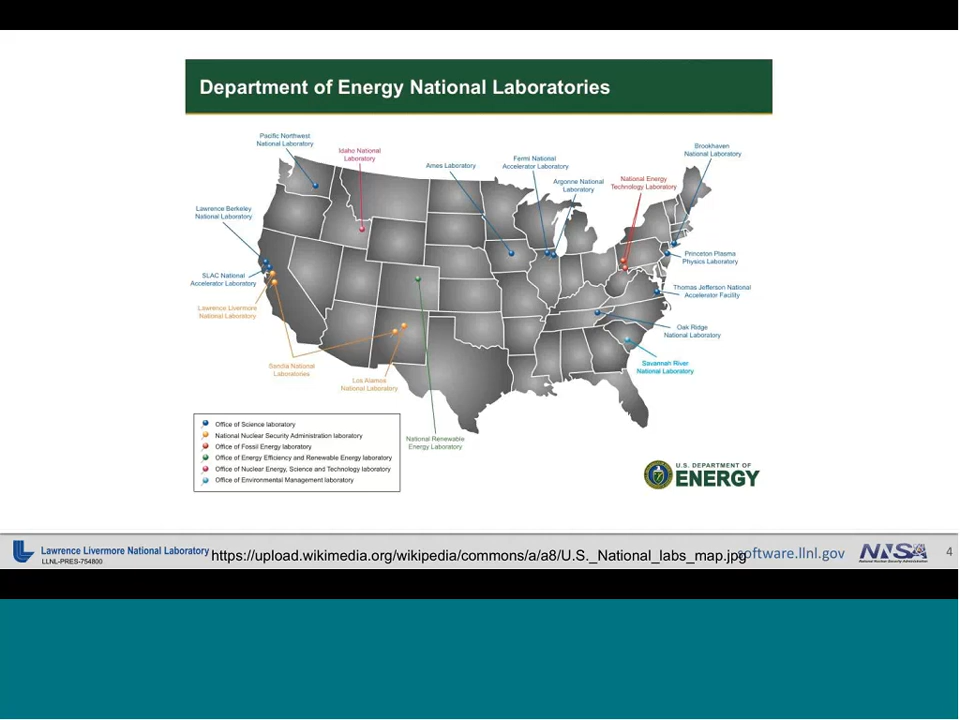 Department of Energy National Laboratories
Pacific Northwest
National Laboratory
Idaho National
Laboratory
Ames Laboratory
Fermi National
Accelerator Laboratory
Argonne National
Laboratory
National Energy
Technology Laboratory
Brookhaven
National Laboratory
Lawrence Berkeley
National Laboratory
SLAC National
Accelerator Laboratory
Lawrence Livermore
National Laboratory
Sandia National
Laboratories
Los Alamos
National Laboratory
National Renewable
Energy Laboratory
Princeton Plasma
Physics Laboratory
Thomas Jefferson National
Accelerator Facility
Oak Ridge
National Laboratory
Savannah River
National Laboratory
Office of Science laboratory
National Nuclear Security Administration laboratory
Office of Fossil Energy laboratory
Office of Energy Efficiency and Renewable Energy laboratory
Office of Nuclear Energy, Science and Technology laboratory
Office of Environmental Management laboratory
U.S. DEPARTMENT OF
ENERGY
Lawrence Livermore National Laboratory
LLNL-PRES-754800
https://upload.wikimedia.org/wikipedia/commons/a/a8/U.S._National_labs_map.jpg
software.llnl.gov
NNSA
National Nuclear Security Administration
4